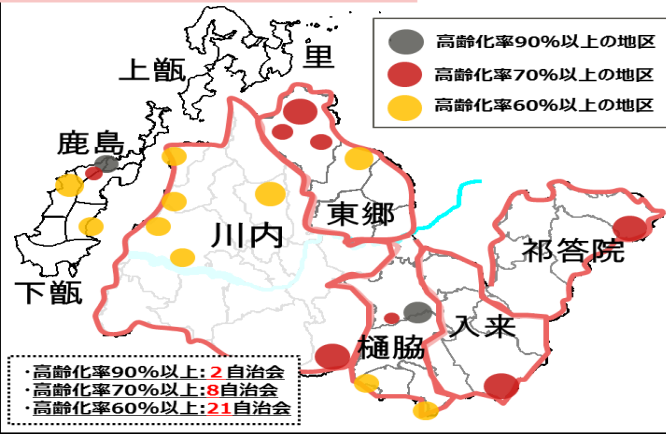 高齢化率90%以上の地区
高齢化率70%以上の地区
高齢化率60%以上の地区
里
上甑
鹿島
下甑
川内
東郷
祁答院
樋脇
入来
・高齢化率90%以上:2自治会
・高齢化率70%以上:8自治会
・高齢化率60%以上:21自治会